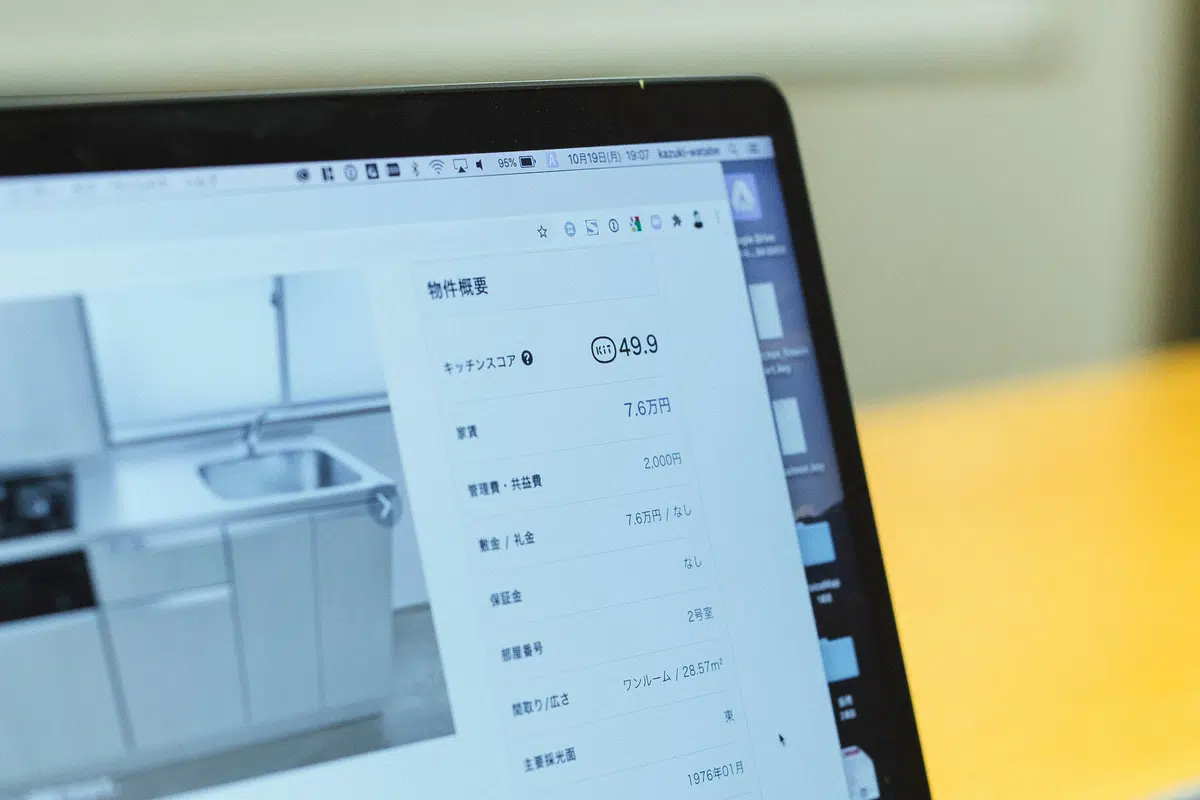 95% 10月19日(月) 19:07 kazuki-watabe
物件概要
キッチンスコア ? Kii 49.9
家賃 7.6万円
管理費・共益費 2,000円
敷金 / 礼金 7.6万円 / なし
保証金 なし
部屋番号 2号室
間取り/広さ ワンルーム / 28.57m²
主要採光面 東
1976年01月